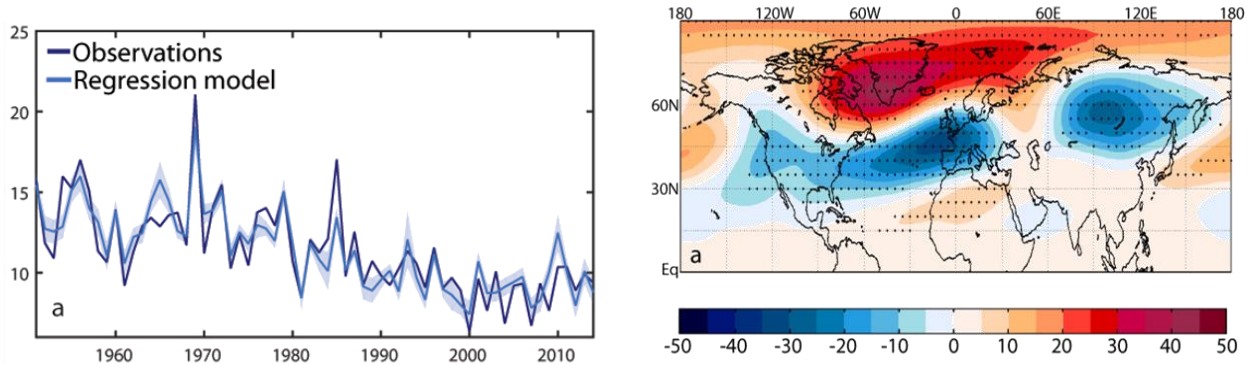 25
Observations
Regression model
20
15
10
a
1960 1970 1980 1990 2000 2010
180 120W 60W 0 60E 120E 180
60N
30N
a
Eq
-50 -40 -30 -20 -10 0 10 20 30 40 50